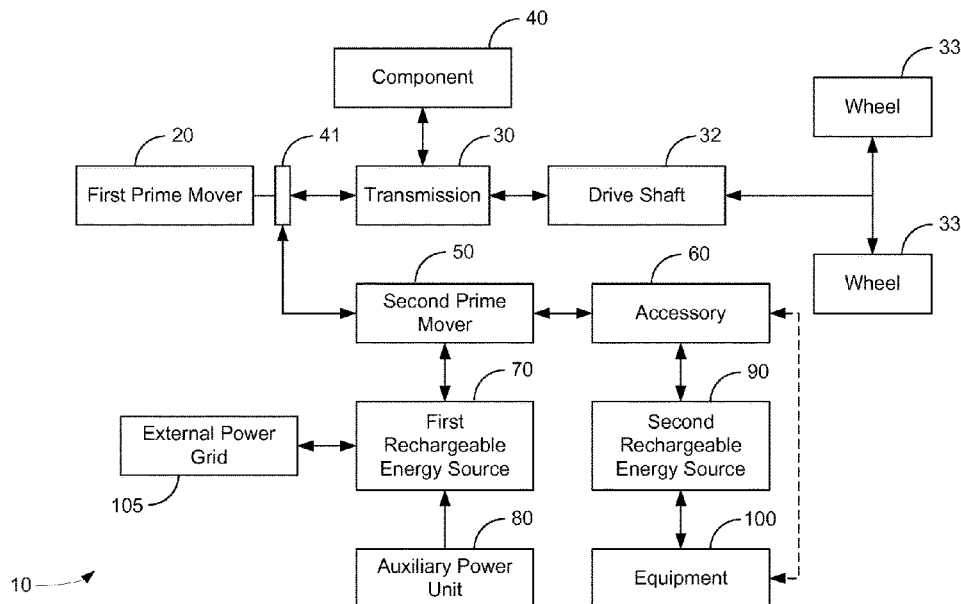 40
Component
33
Wheel
20
41
30
32
First Prime Mover
Transmission
Drive Shaft
33
Wheel
50
60
Second Prime
Mover
Accessory
70
90
External Power
Grid
105
First
Rechargeable
Energy Source
Second
Rechargeable
Energy Source
80
100
Auxiliary Power
Unit
Equipment
10